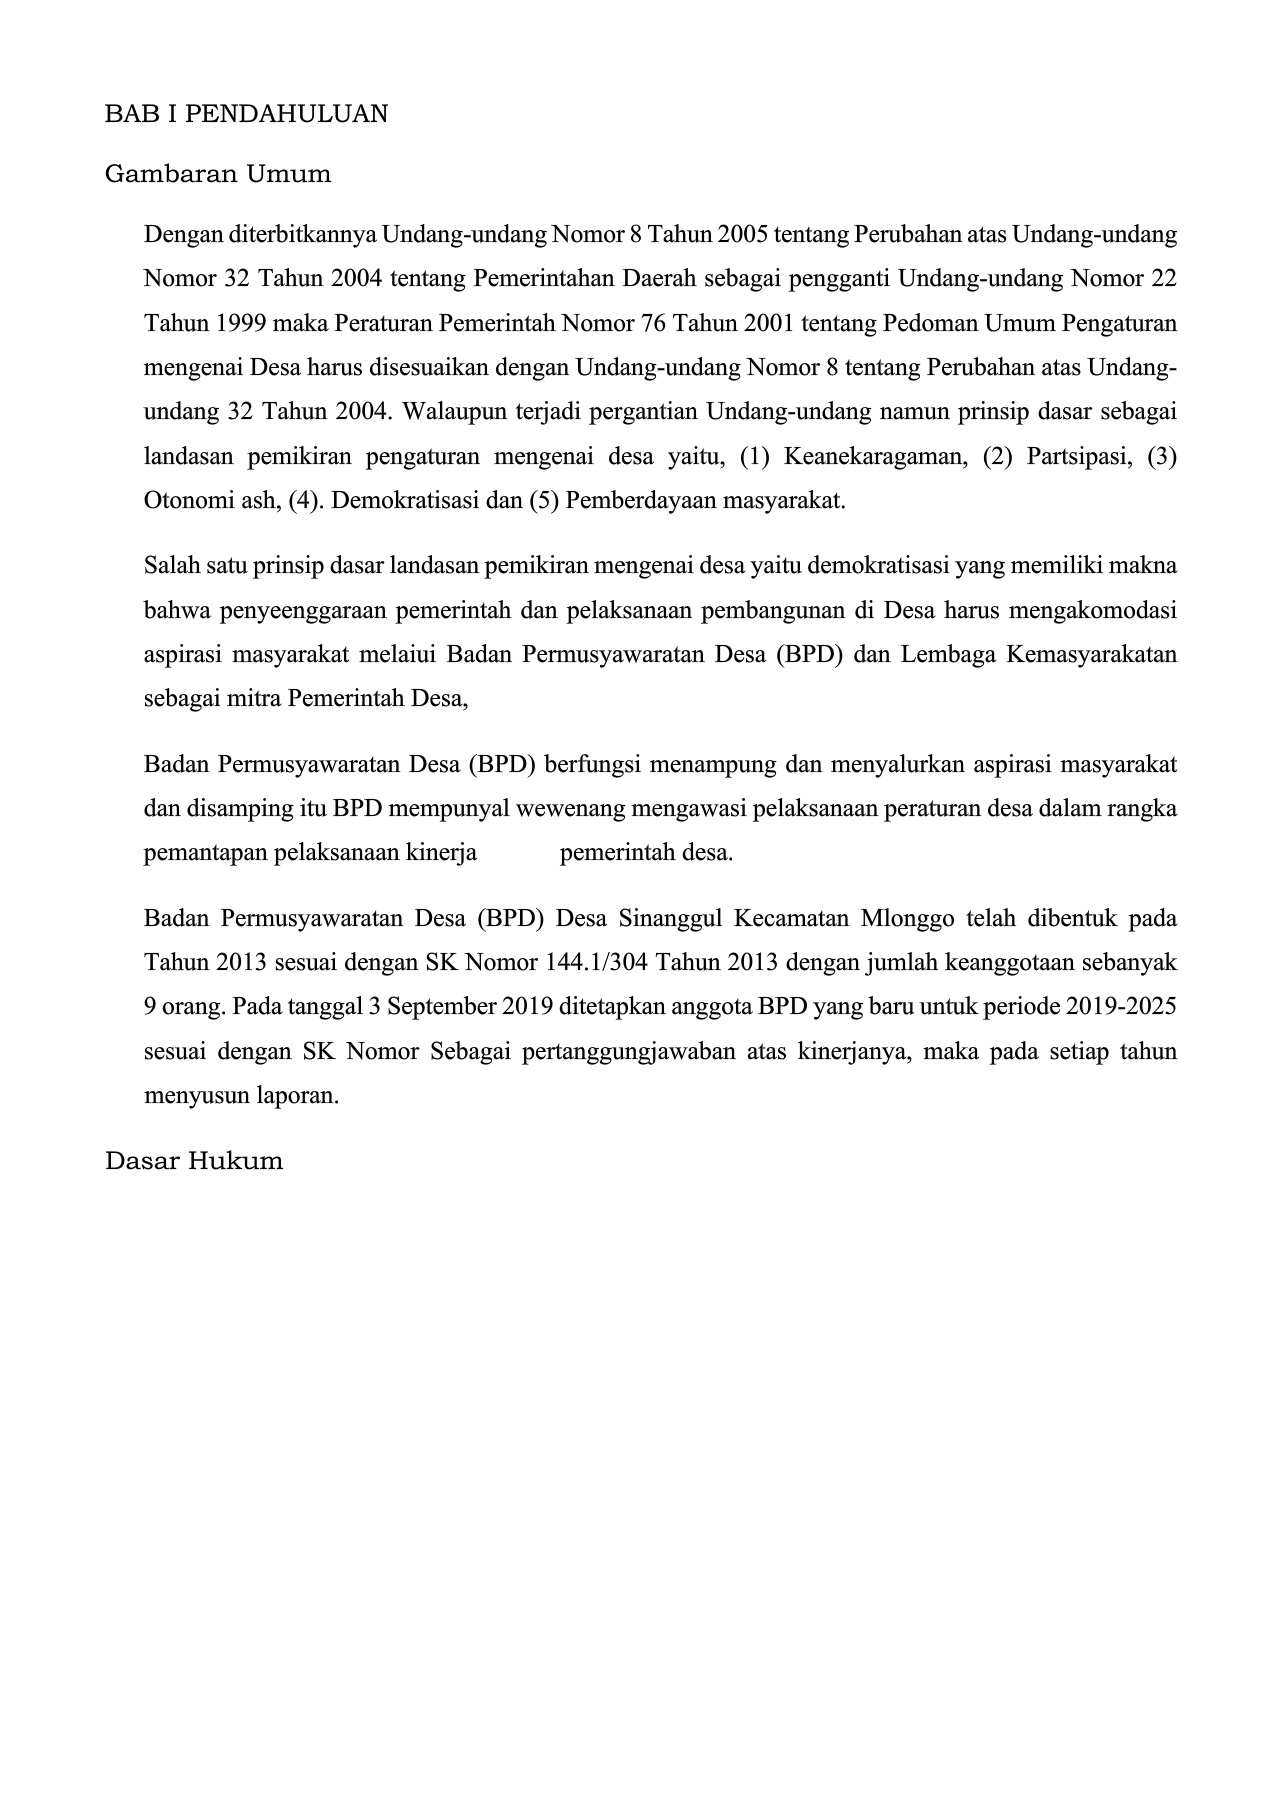 BAB I PENDAHULUAN
Gambaran Umum
Dengan diterbitkannya Undang-undang Nomor 8 Tahun 2005 tentang Perubahan atas Undang-undang
Nomor 32 Tahun 2004 tentang Pemerintahan Daerah sebagai pengganti Undang-undang Nomor 22
Tahun 1999 maka Peraturan Pemerintah Nomor 76 Tahun 2001 tentang Pedoman Umum Pengaturan
mengenai Desa harus disesuaikan dengan Undang-undang Nomor 8 tentang Perubahan atas Undang-
undang 32 Tahun 2004. Walaupun terjadi pergantian Undang-undang namun prinsip dasar sebagai
landasan pemikiran pengaturan mengenai desa yaitu, (1) Keanekaragaman, (2) Partsipasi, (3)
Otonomi ash, (4). Demokratisasi dan (5) Pemberdayaan masyarakat.
Salah satu prinsip dasar landasan pemikiran mengenai desa yaitu demokratisasi yang memiliki makna
bahwa penyeenggaraan pemerintah dan pelaksanaan pembangunan di Desa harus mengakomodasi
aspirasi masyarakat melaiui Badan Permusyawaratan Desa (BPD) dan Lembaga Kemasyarakatan
sebagai mitra Pemerintah Desa,
Badan Permusyawaratan Desa (BPD) berfungsi menampung dan menyalurkan aspirasi masyarakat
dan disamping itu BPD mempunyal wewenang mengawasi pelaksanaan peraturan desa dalam rangka
pemantapan pelaksanaan kinerja pemerintah desa.
Badan Permusyawaratan Desa (BPD) Desa Sinanggul Kecamatan Mlonggo telah dibentuk pada
Tahun 2013 sesuai dengan SK Nomor 144.1/304 Tahun 2013 dengan jumlah keanggotaan sebanyak
9 orang. Pada tanggal 3 September 2019 ditetapkan anggota BPD yang baru untuk periode 2019-2025
sesuai dengan SK Nomor Sebagai pertanggungjawaban atas kinerjanya, maka pada setiap tahun
menyusun laporan.
Dasar Hukum